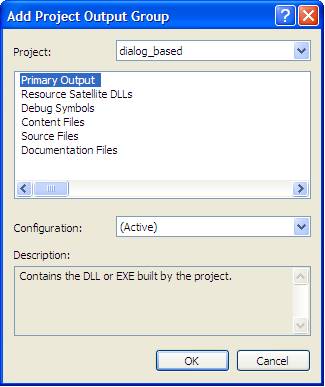 Add Project Output Group
Project: dialog_based
Primary Output
Resource Satellite DLLs
Debug Symbols
Content Files
Source Files
Documentation Files
Configuration: (Active)
Description:
Contains the DLL or EXE built by the project.
OK Cancel